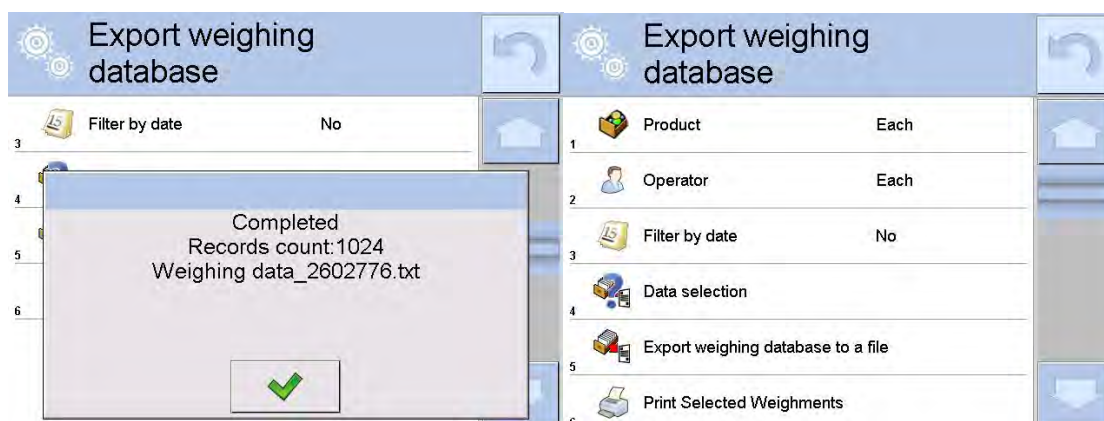 Export weighing
database
3 Filter by date No
4
5
6
Completed
Records count:1024
Weighing data_2602776.txt
Export weighing
database
1 Product Each
2 Operator Each
3 15 Filter by date No
4 Data selection
5 Export weighing database to a file
Print Selected Weighments